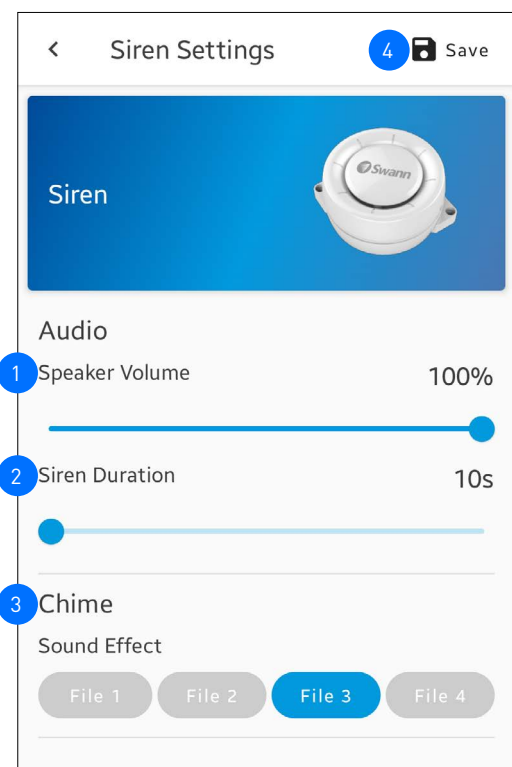 Siren Settings
4
Save
Siren
Swann
Audio
1
Speaker Volume
100%
2
Siren Duration
10s
3
Chime
Sound Effect
File 1
File 2
File 3
File 4